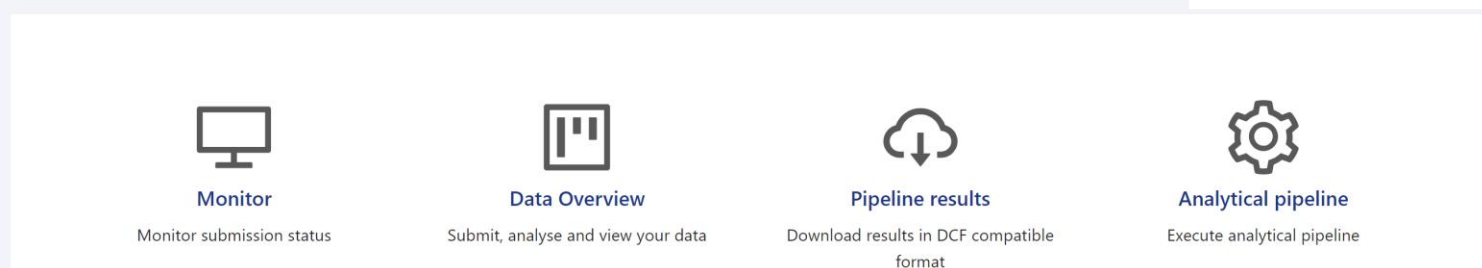 Monitor
Monitor submission status
Data Overview
Submit, analyse and view your data
Pipeline results
Download results in DCF compatible
format
Analytical pipeline
Execute analytical pipeline